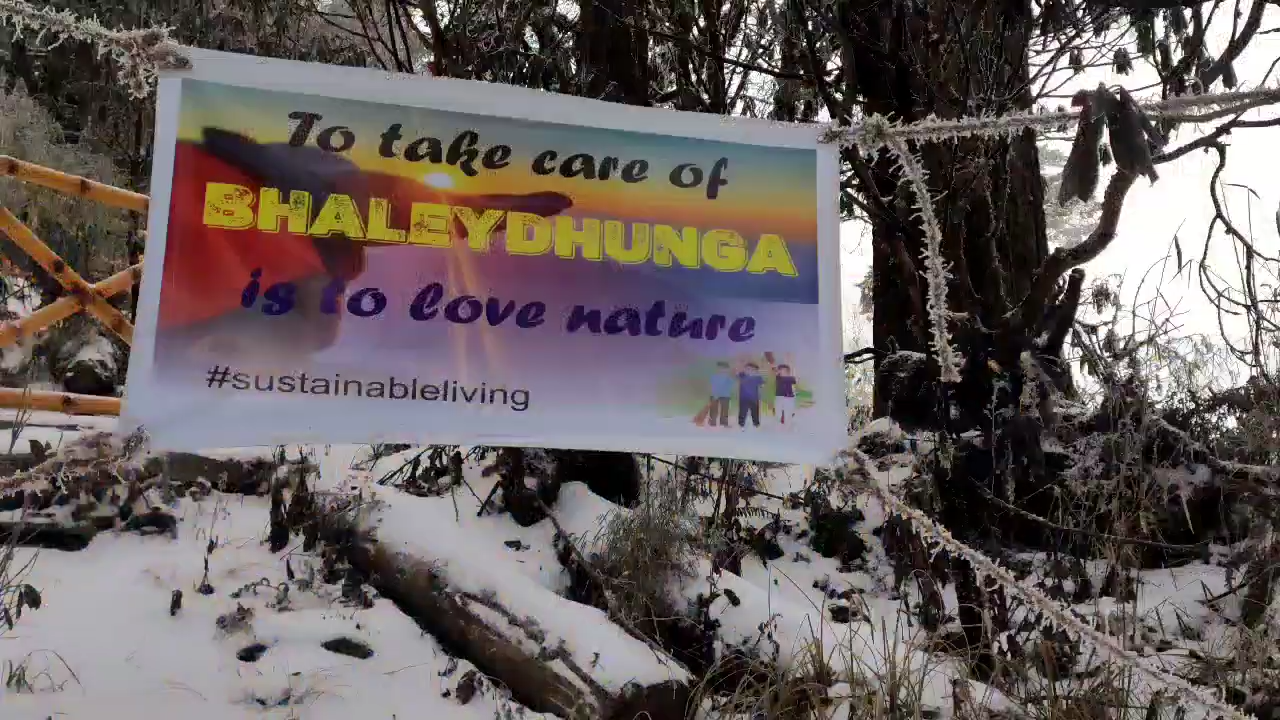 To take care of
BHALEYDHUNGA
is to love nature
#sustainableliving